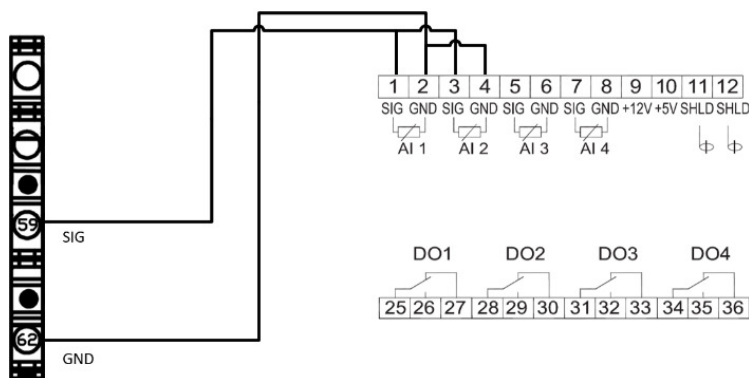 1 2 3 4 5 6 7 8 9 10 11 12
SIG GND SIG GND SIG GND SIG GND +12V +5V SHLD SHLD
AI 1 AI 2 AI 3 AI 4
59
SIG
DO1 DO2 DO3 DO4
25 26 27 28 29 30 31 32 33 34 35 36
62
GND